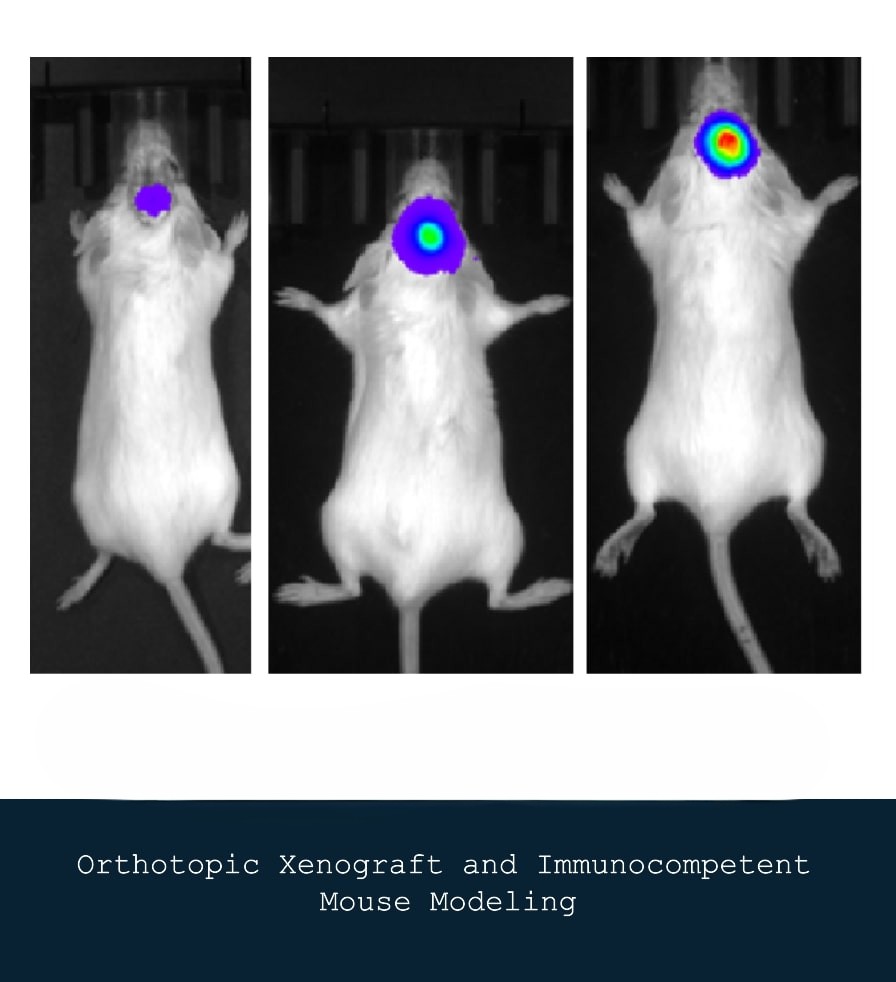 Orthotopic Xenograft and Immunocompetent
Mouse Modeling